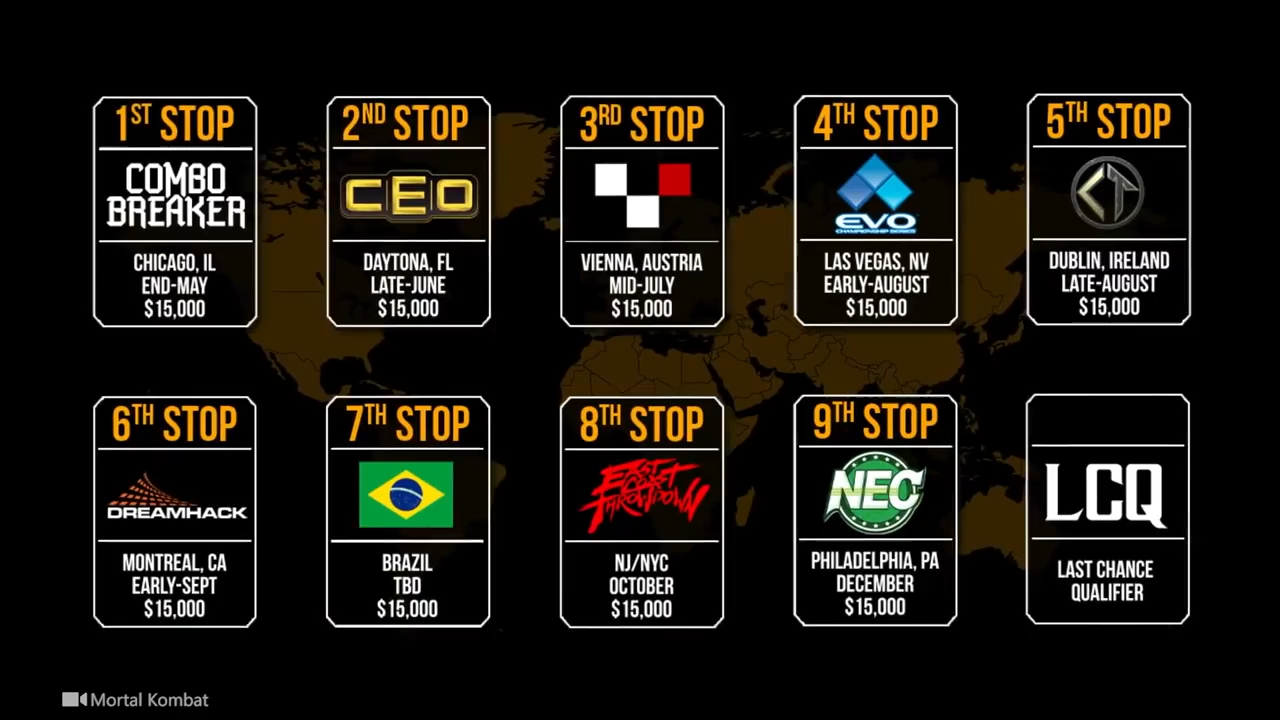 1ST STOP
COMBO
BREAKER
CHICAGO, IL
END-MAY
$15,000
2ND STOP
CEO
DAYTONA, FL
LATE-JUNE
$15,000
3RD STOP
VIENNA, AUSTRIA
MID-JULY
$15,000
4TH STOP
EVO
CHAMPIONSHIP SERIES
LAS VEGAS, NV
EARLY-AUGUST
$15,000
5TH STOP
CT
DUBLIN, IRELAND
LATE-AUGUST
$15,000
6TH STOP
DREAMHACK
MONTREAL, CA
EARLY-SEPT
$15,000
7TH STOP
BRAZIL
TBD
$15,000
8TH STOP
EAST
COAST
THROWDOWN
NJ/NYC
OCTOBER
$15,000
9TH STOP
NEC
PHILADELPHIA, PA
DECEMBER
$15,000
LCQ
LAST CHANCE
QUALIFIER
Mortal Kombat